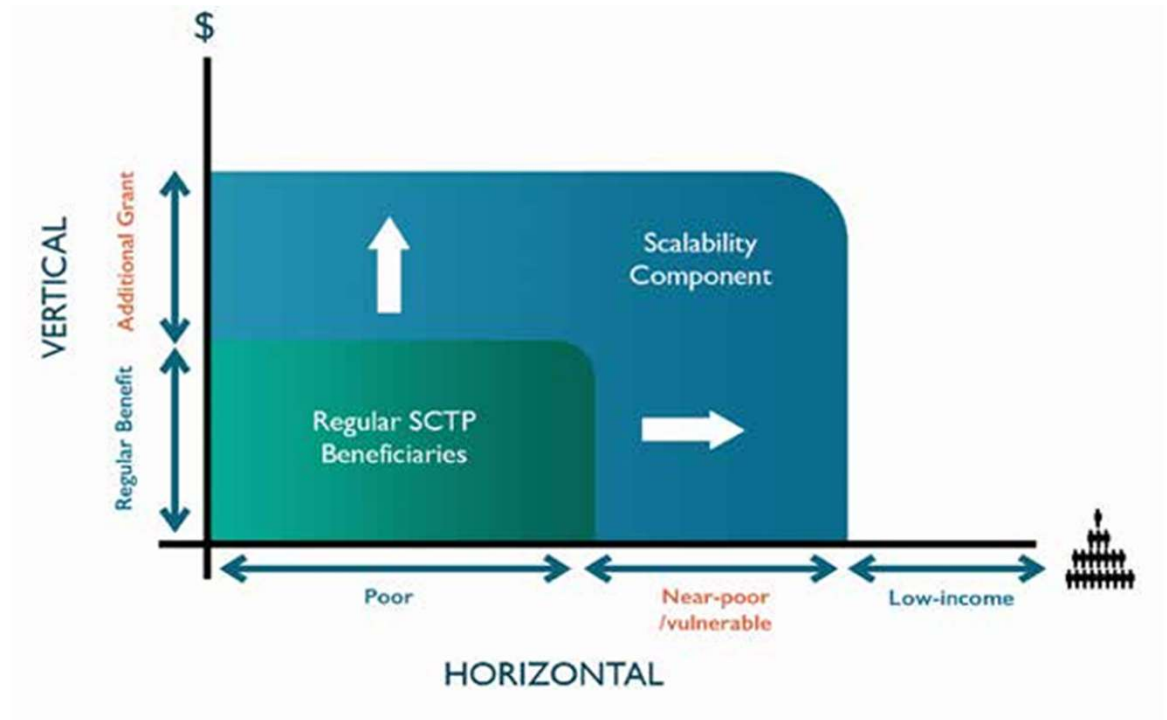 $
VERTICAL
Additional Grant
Regular Benefit
Scalability
Component
Regular SCTP
Beneficiaries
Poor
Near-poor
/vulnerable
Low-income
HORIZONTAL